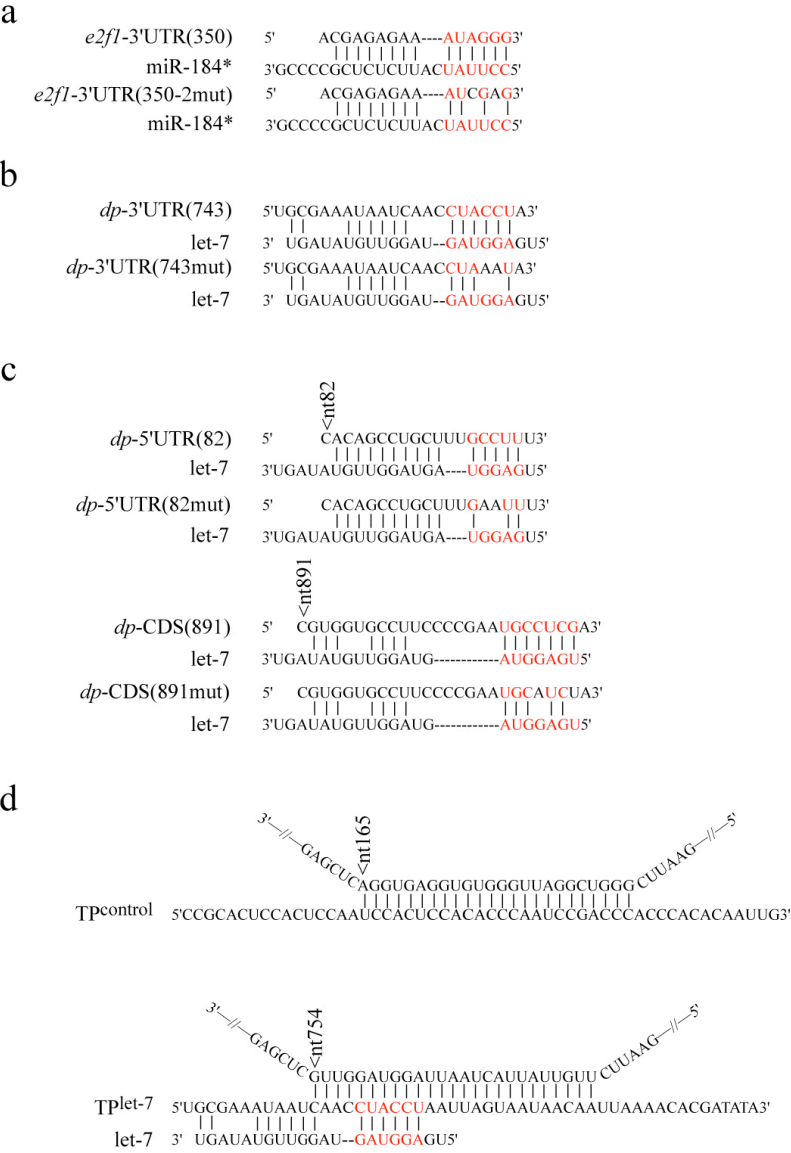 a
e2f1-3'UTR(350) 5' ACGAGAGAA----AUAGGG3'
miR-184* 3'GCCCCGCUCUCUUACUAUUCC5'
e2f1-3'UTR(350-2mut) 5' ACGAGAGAA----AUCGAG3'
miR-184* 3'GCCCCGCUCUCUUACUAUUCC5'
b
dp-3'UTR(743) 5'UGCGAAAUAAUCAACCUACCUA3'
let-7 3' UGAUAUGUUGGAU--GAUGGAGU5'
dp-3'UTR(743mut) 5'UGCGAAAUAAUCAACCUAAAUA3'
let-7 3' UGAUAUGUUGGAU--GAUGGAGU5'
c
<nt82
dp-5'UTR(82) 5' CACAGCCUGCUUUGCCUUU3'
let-7 3'UGAUAUGUUGGAUGA----UGGAGU5'
dp-5'UTR(82mut) 5' CACAGCCUGCUUUGAAUUU3'
let-7 3'UGAUAUGUUGGAUGA----UGGAGU5'
<nt891
dp-CDS(891) 5' CGUGGUGCCUUCCCCGAAUGCCUCGA3'
let-7 3'UGAUAUGUUGGAUG------------AUGGAGU5'
dp-CDS(891mut) 5' CGUGGUGCCUUCCCCGAAUGCAUCUA3'
let-7 3'UGAUAUGUUGGAUG------------AUGGAGU5'
d
3'—//—GAGCUC <nt165 AGGUGAGGUGUGGGUUAGGCUGGG CUUAAG—//—5'
TPcontrol 5'CCGCACUCCACUCCAAUCCACUCCACACCCAAUCCGACCCACCCACACAAUUG3'
3'—//—GAGCUC <nt754 GUUGGAUGGAUUAAUCAUUAUUGUU CUUAAG—//—5'
TPlet-7 5'UGCGAAAUAAUCAACCUACCUAAUUAGUAAUAACAAUUAAAACACGAUATA3'
let-7 3' UGAUAUGUUGGAU--GAUGGAGU5'